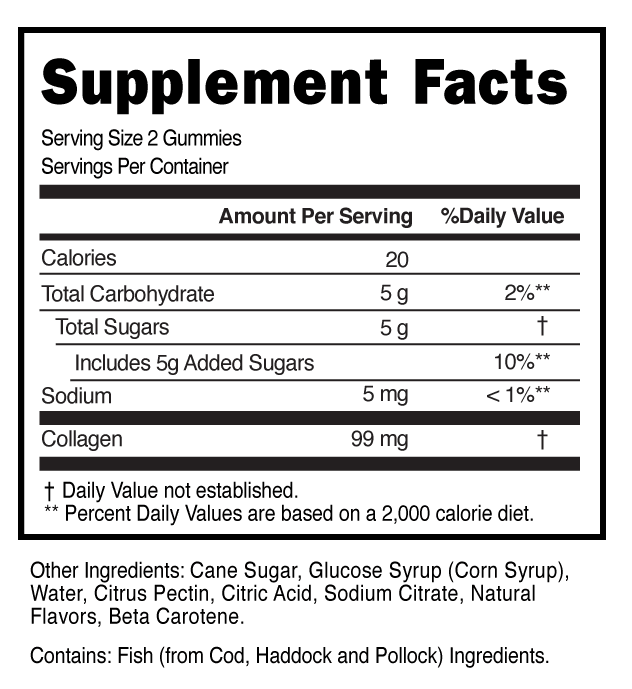 Supplement Facts
Serving Size 2 Gummies
Servings Per Container
Amount Per Serving %Daily Value
Calories 20
Total Carbohydrate 5 g 2%**
Total Sugars 5 g †
Includes 5g Added Sugars 10%**
Sodium 5 mg < 1%**
Collagen 99 mg †
† Daily Value not established.
** Percent Daily Values are based on a 2,000 calorie diet.
Other Ingredients: Cane Sugar, Glucose Syrup (Corn Syrup),
Water, Citrus Pectin, Citric Acid, Sodium Citrate, Natural
Flavors, Beta Carotene.
Contains: Fish (from Cod, Haddock and Pollock) Ingredients.